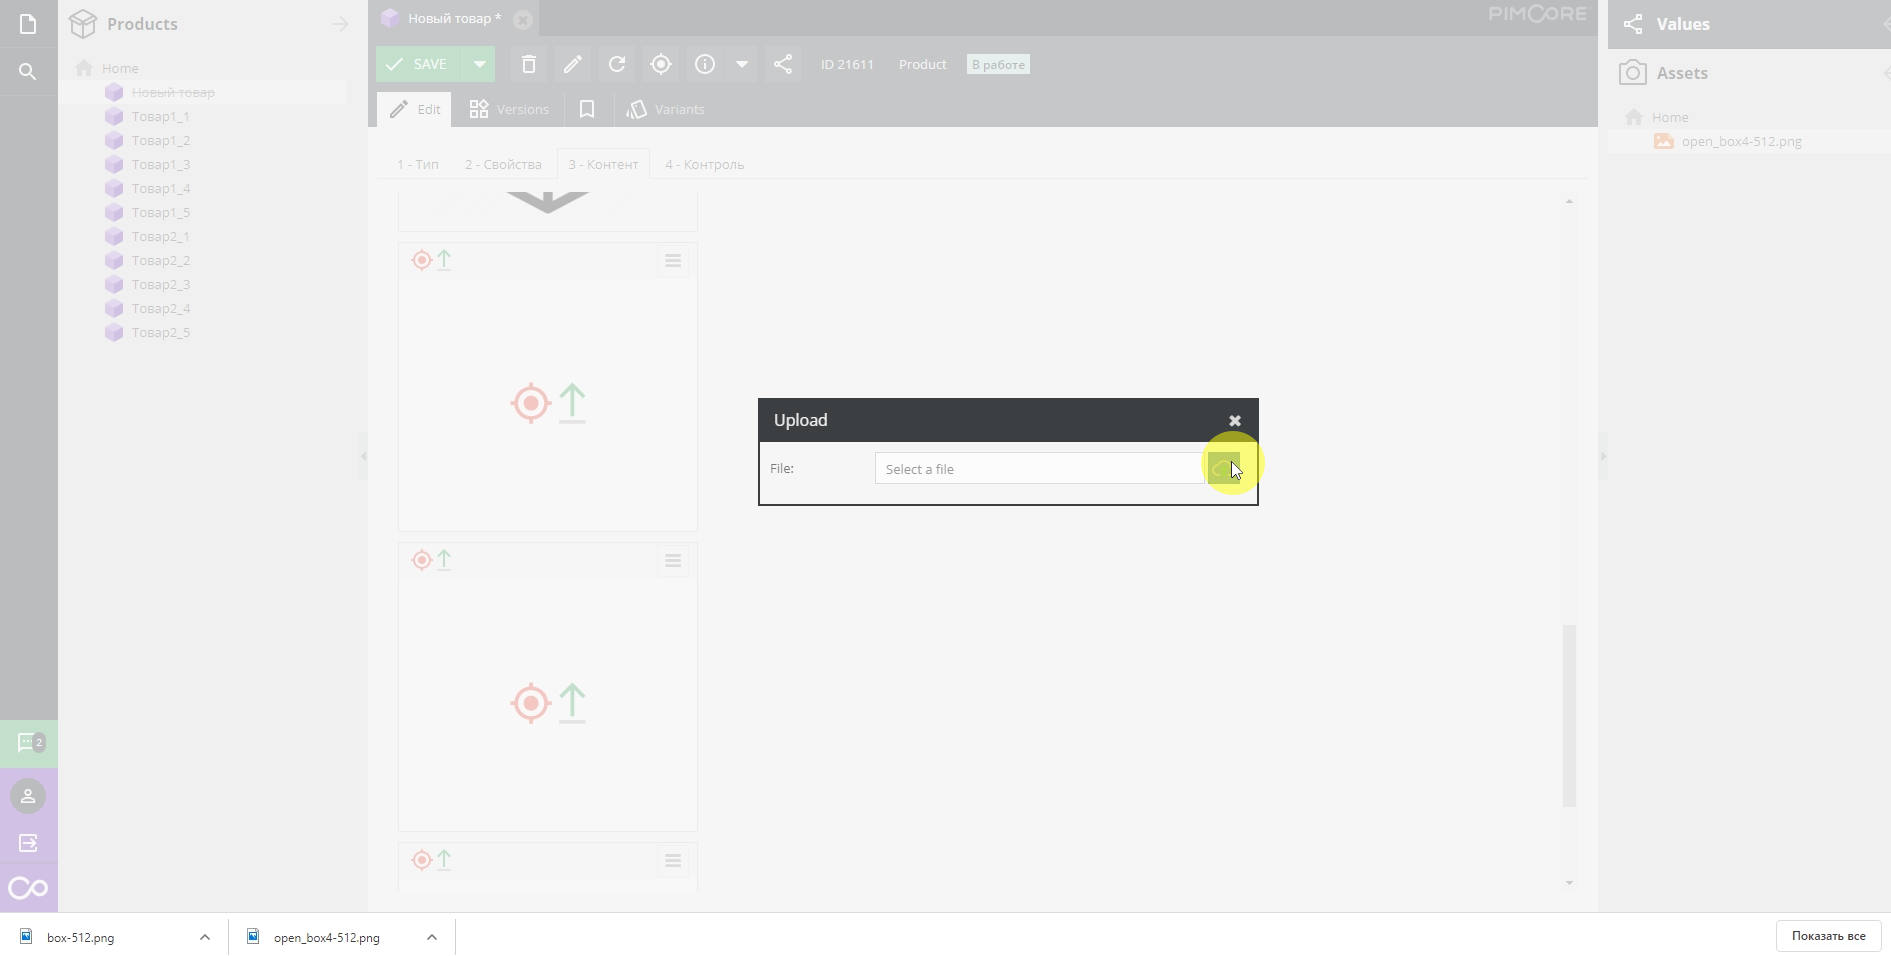 Products
Home
Новый товар
Товар1_1
Товар1_2
Товар1_3
Товар1_4
Товар1_5
Товар2_1
Товар2_2
Товар2_3
Товар2_4
Товар2_5
2
Новый товар *
PIMCORE
SAVE
ID 21611
Product
В работе
Edit
Versions
Variants
1 - Тип
2 - Свойства
3 - Контент
4 - Контроль
Upload
File:
Select a file
Values
Assets
Home
open_box4-512.png
box-512.png
open_box4-512.png
Показать все